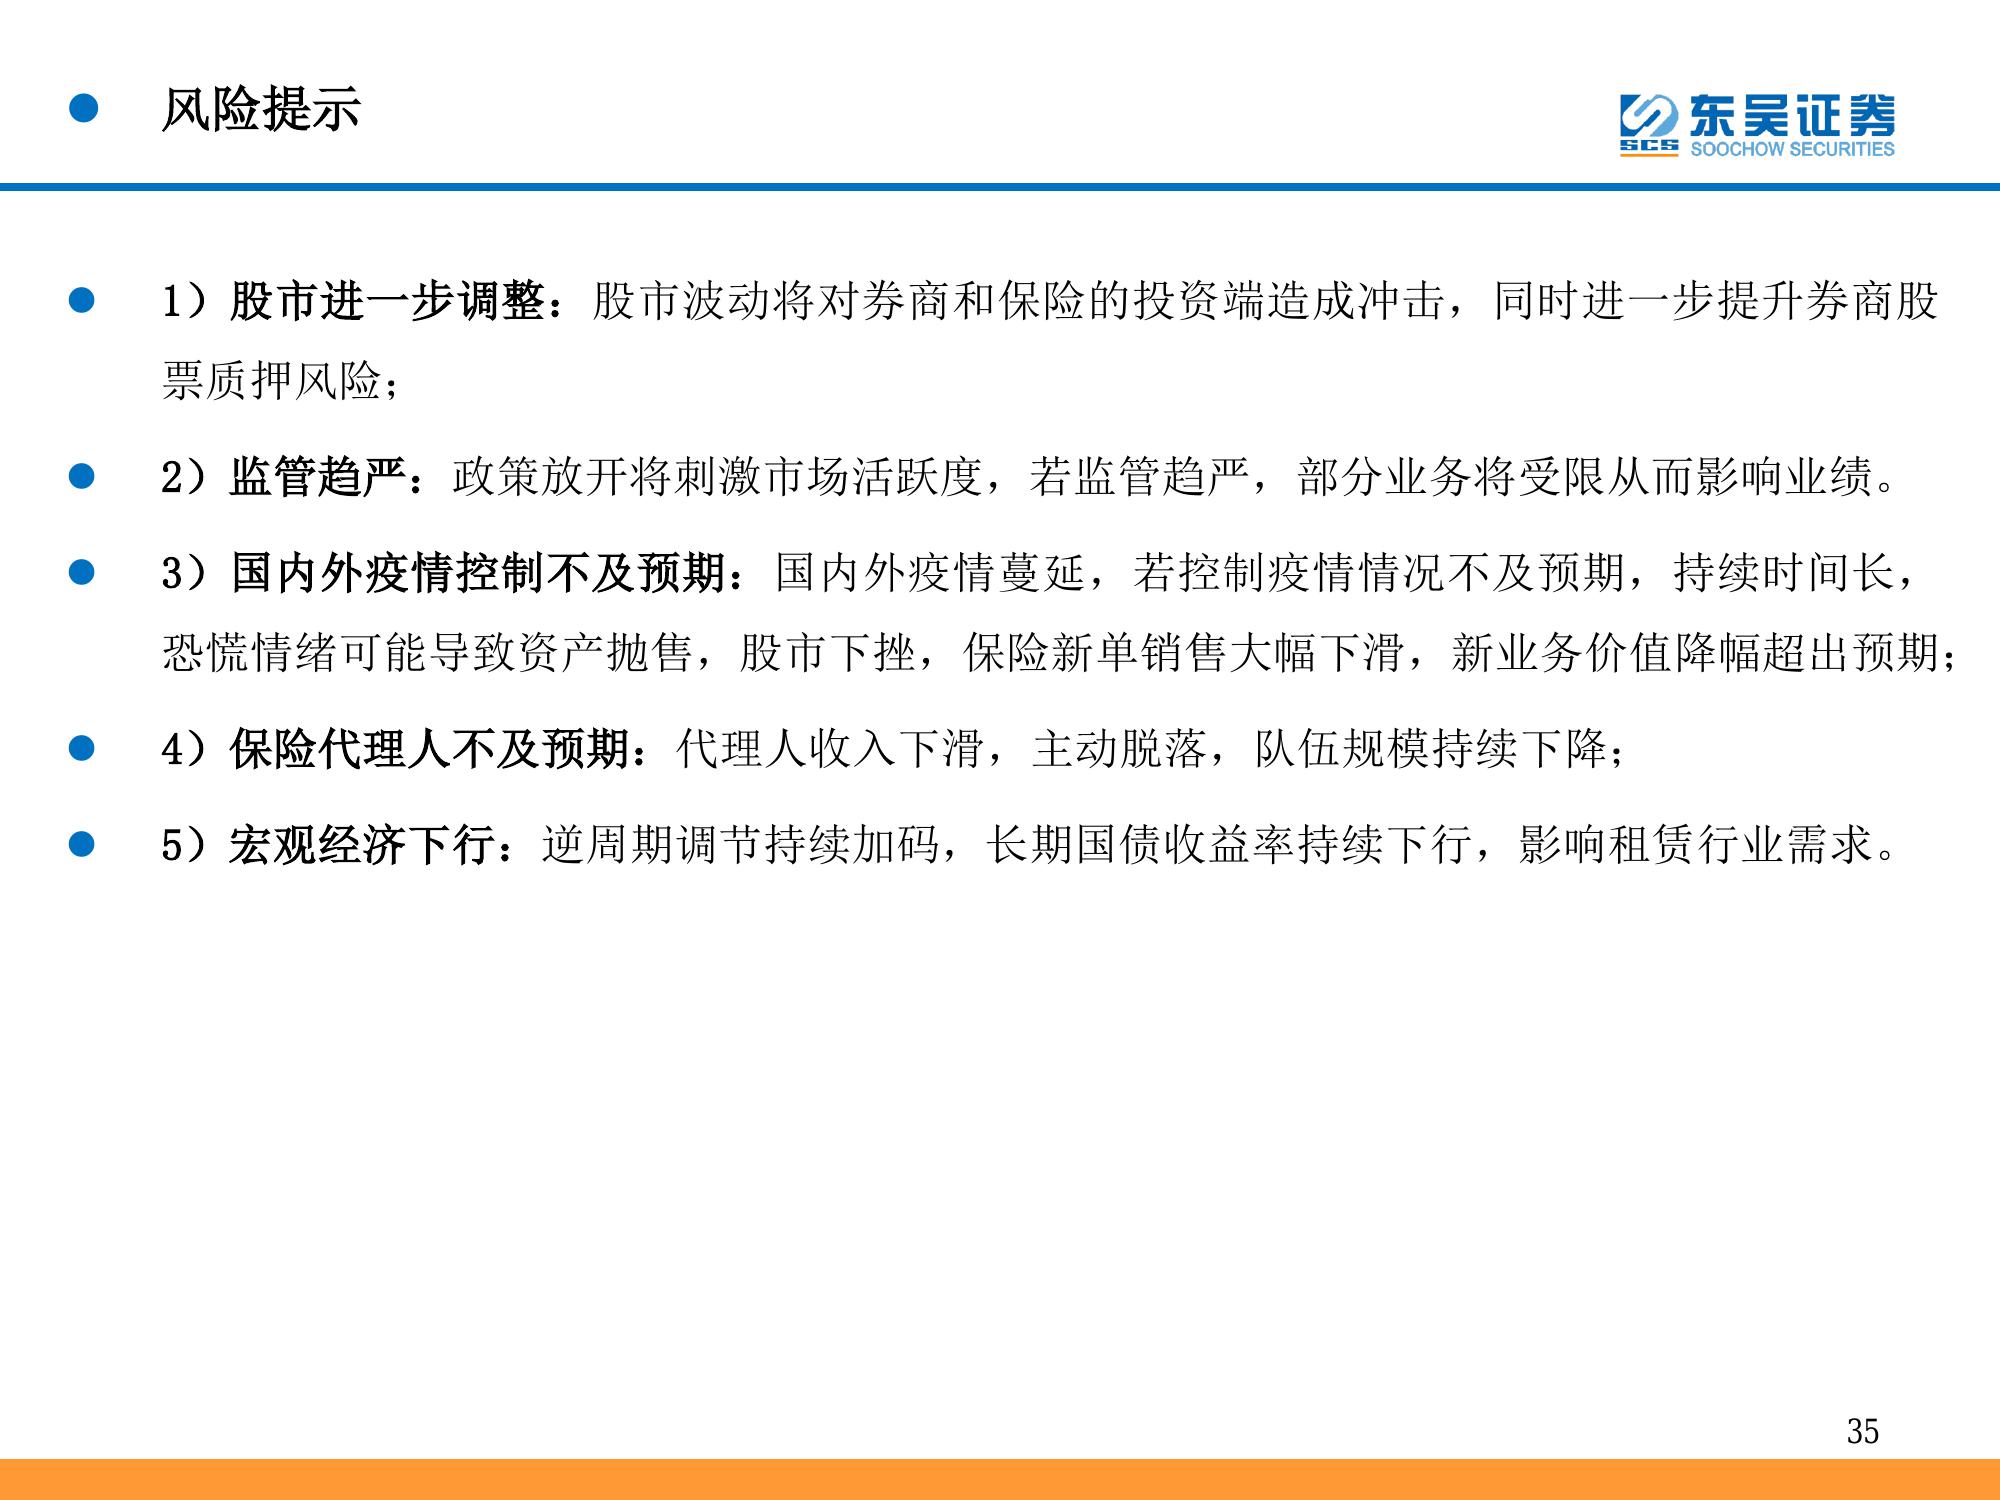 风险提示
东吴证券
SCS
SOOCHOW SECURITIES
1）股市进一步调整：股市波动将对券商和保险的投资端造成冲击，同时进一步提升券商股
票质押风险；
2）监管趋严：政策放开将刺激市场活跃度，若监管趋严，部分业务将受限从而影响业绩。
3）国内外疫情控制不及预期：国内外疫情蔓延，若控制疫情情况不及预期，持续时间长，
恐慌情绪可能导致资产抛售，股市下挫，保险新单销售大幅下滑，新业务价值降幅超出预期；
4）保险代理人不及预期：代理人收入下滑，主动脱落，队伍规模持续下降；
5）宏观经济下行：逆周期调节持续加码，长期国债收益率持续下行，影响租赁行业需求。
35